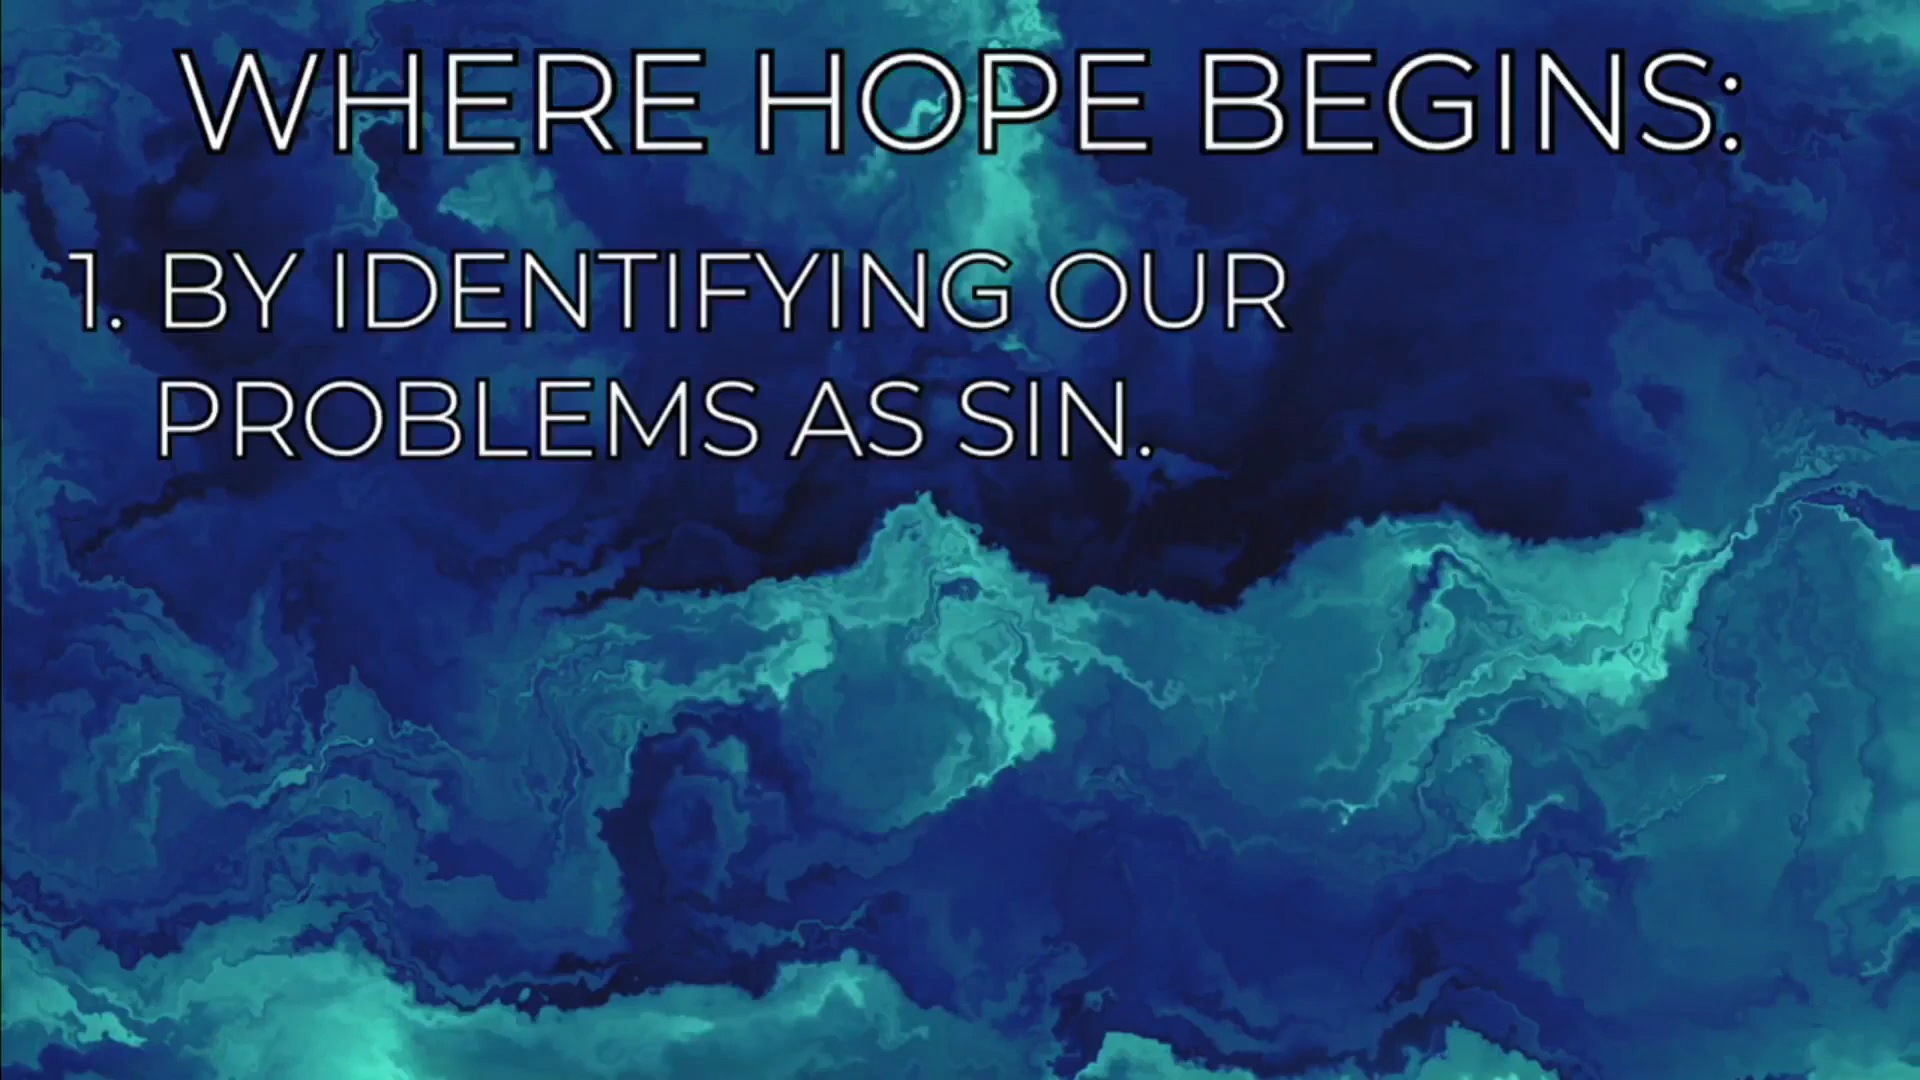 WHERE HOPE BEGINS:
1. BY IDENTIFYING OUR
PROBLEMS AS SIN.